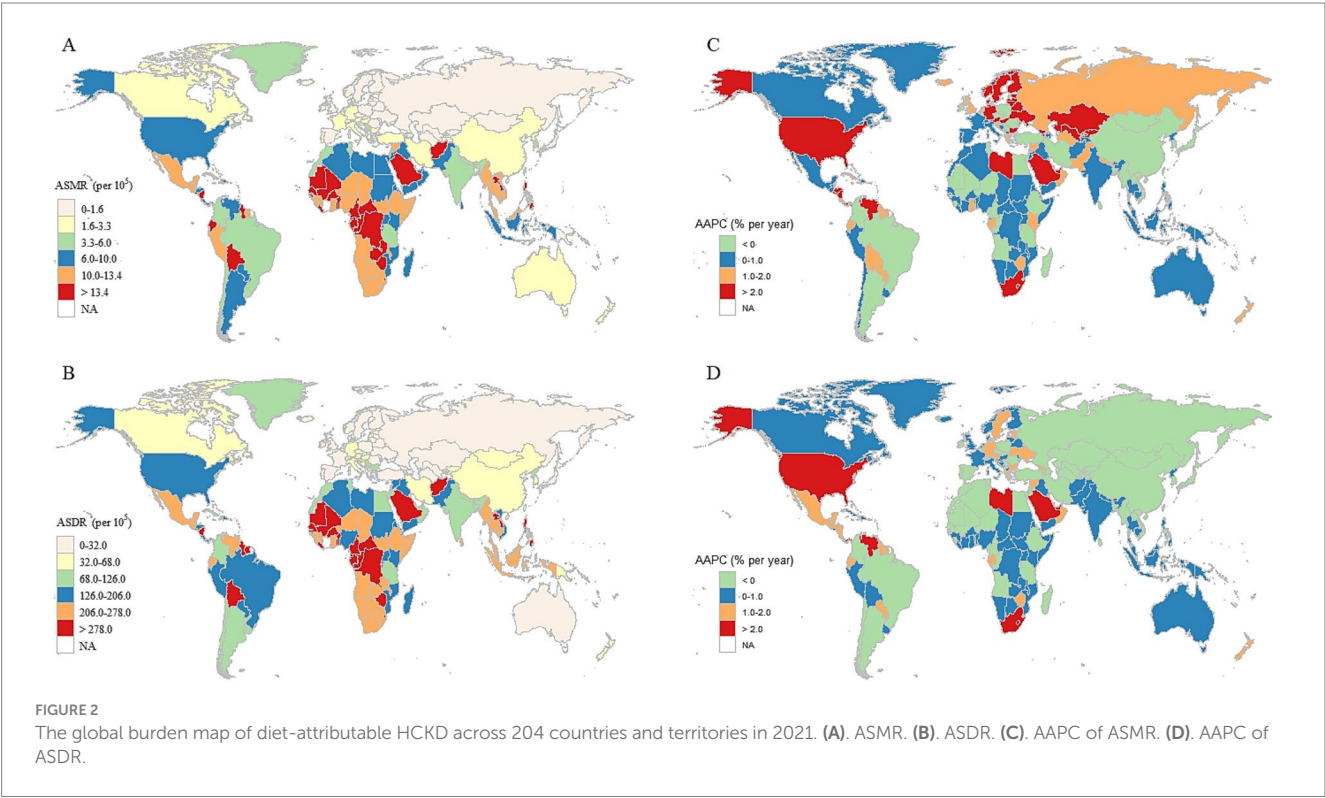 A
ASMR (per 10⁵)
0-1.6
1.6-3.3
3.3-6.0
6.0-10.0
10.0-13.4
> 13.4
NA
C
AAPC (% per year)
< 0
0-1.0
1.0-2.0
> 2.0
NA
B
ASDR (per 10⁵)
0-32.0
32.0-68.0
68.0-126.0
126.0-206.0
206.0-278.0
> 278.0
NA
D
AAPC (% per year)
< 0
0-1.0
1.0-2.0
> 2.0
NA
FIGURE 2
The global burden map of diet-attributable HCKD across 204 countries and territories in 2021. (A). ASMR. (B). ASDR. (C). AAPC of ASMR. (D). AAPC of
ASDR.